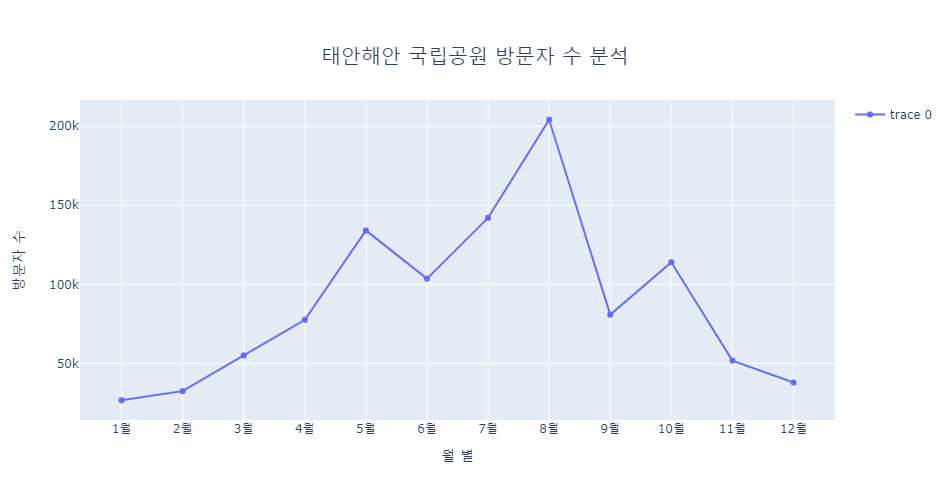 태안해안 국립공원 방문자 수 분석
trace 0
방문자 수
200k
150k
100k
50k
1월 2월 3월 4월 5월 6월 7월 8월 9월 10월 11월 12월
월 별